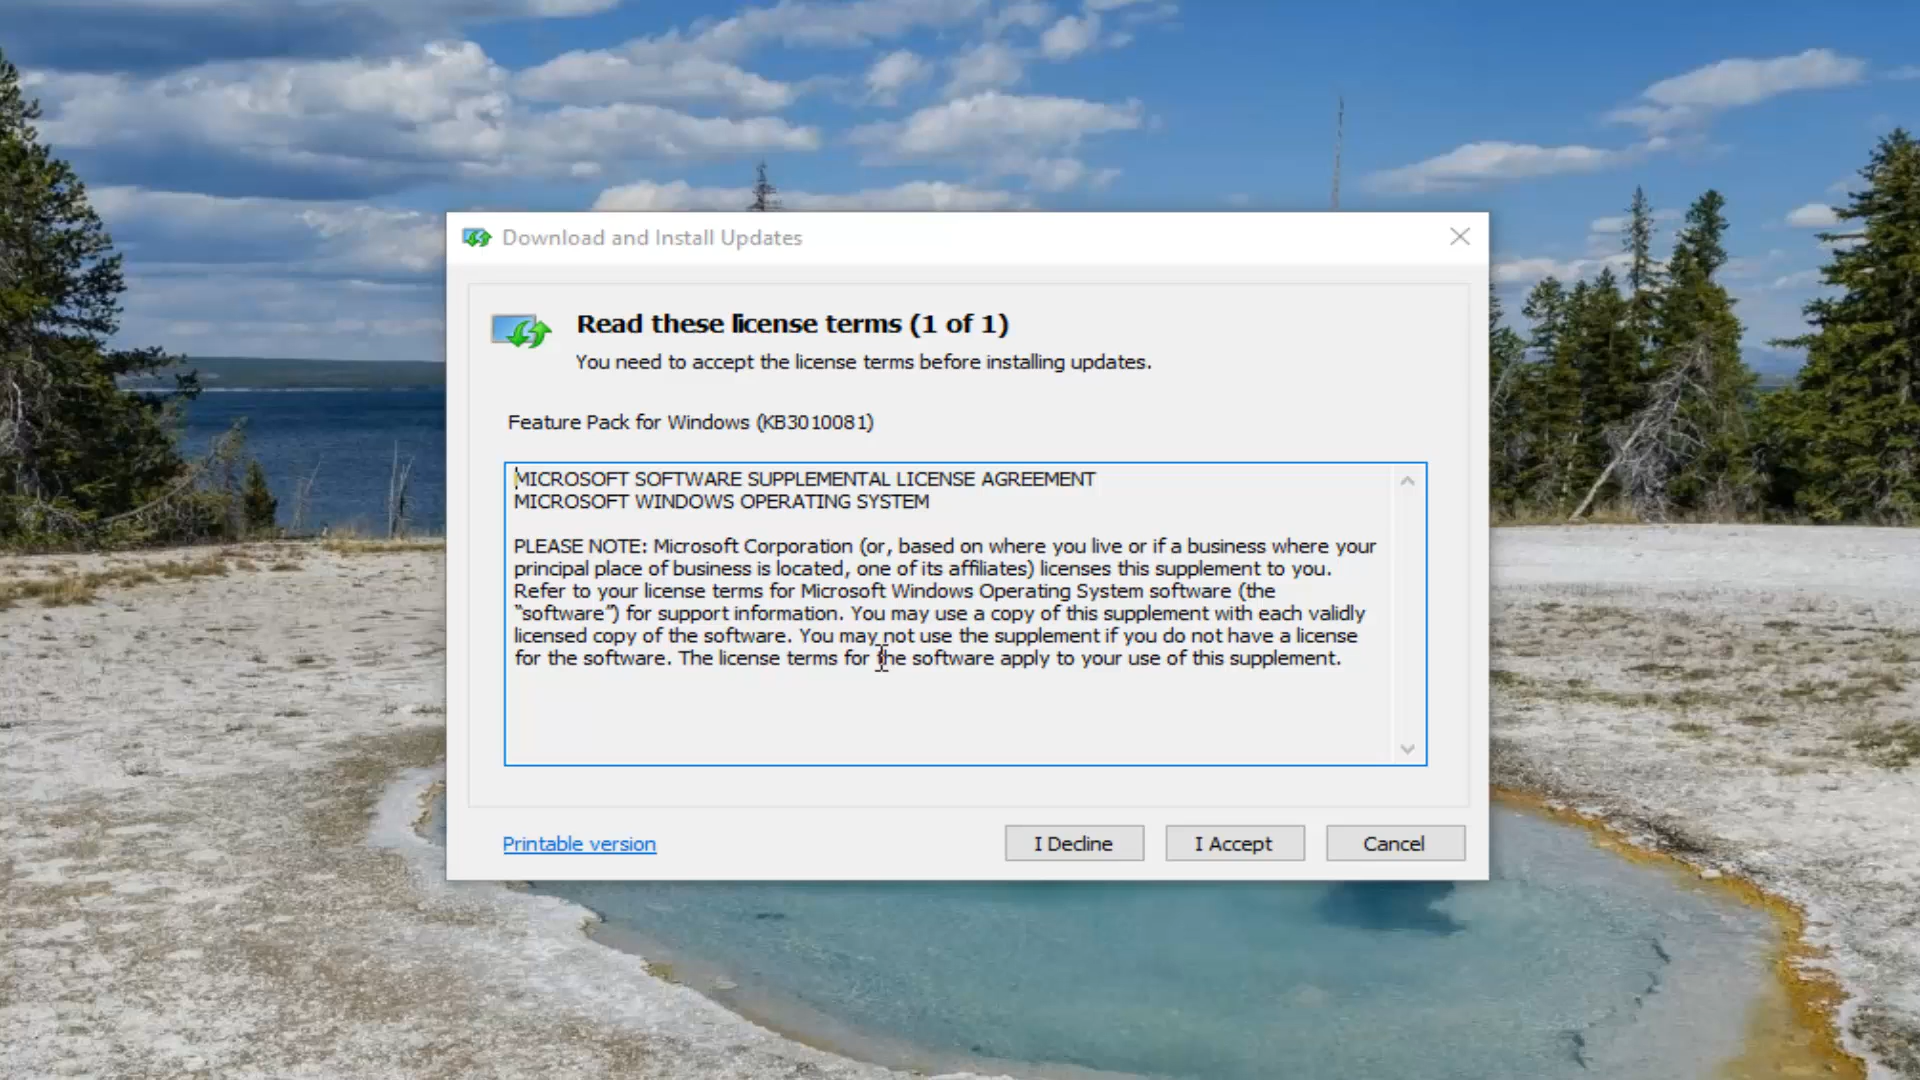 Download and Install Updates
Read these license terms (1 of 1)
You need to accept the license terms before installing updates.
Feature Pack for Windows (KB3010081)
MICROSOFT SOFTWARE SUPPLEMENTAL LICENSE AGREEMENT
MICROSOFT WINDOWS OPERATING SYSTEM
PLEASE NOTE: Microsoft Corporation (or, based on where you live or if a business where your
principal place of business is located, one of its affiliates) licenses this supplement to you.
Refer to your license terms for Microsoft Windows Operating System software (the
“software”) for support information. You may use a copy of this supplement with each validly
licensed copy of the software. You may not use the supplement if you do not have a license
for the software. The license terms for the software apply to your use of this supplement.
Printable version
I Decline
I Accept
Cancel